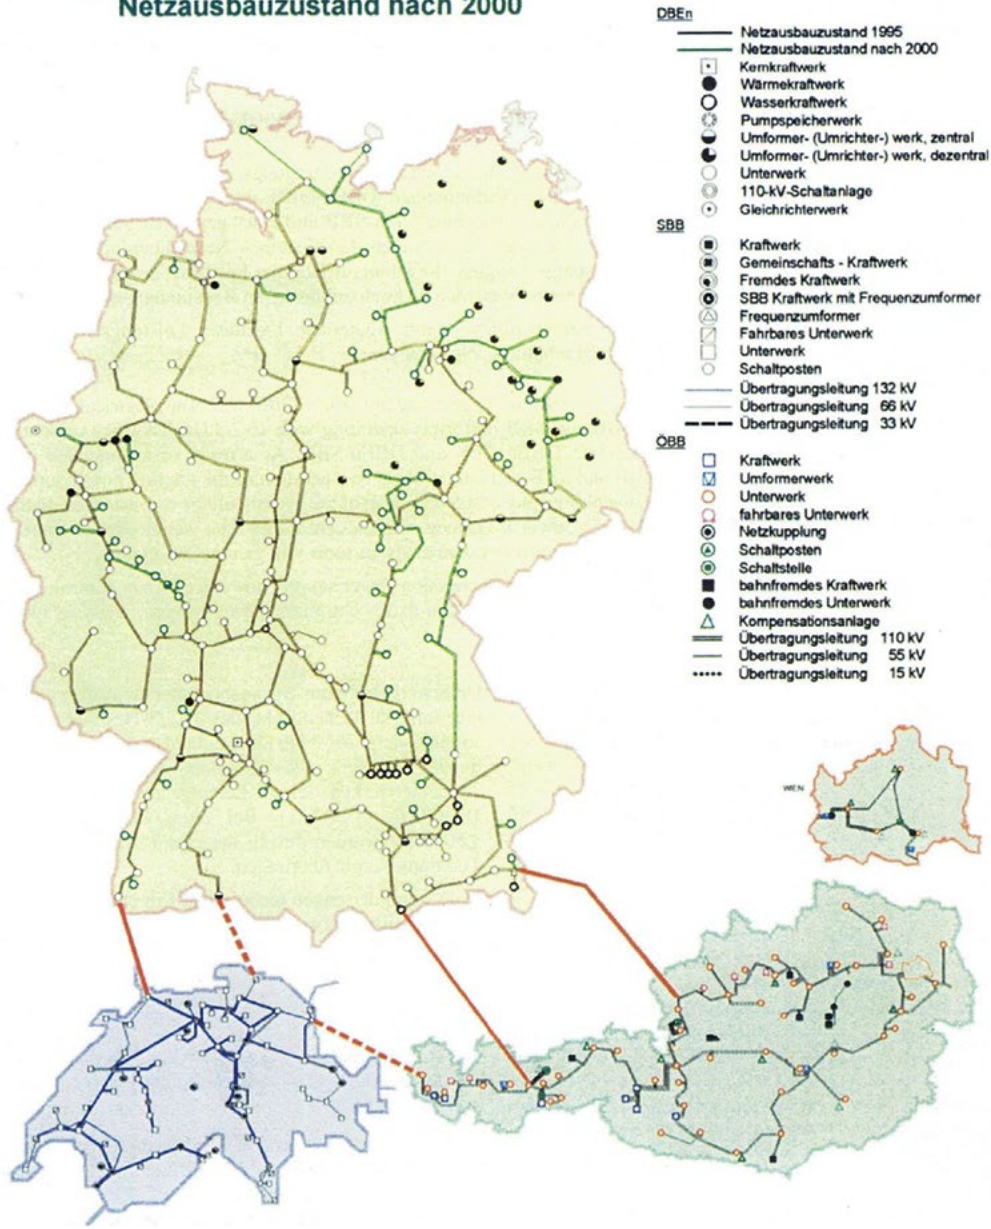 Netzausbauzustand nach 2000
DBEn
Netzausbauzustand 1995
Netzausbauzustand nach 2000
Kernkraftwerk
Wärmekraftwerk
Wasserkraftwerk
Pumpspeicherwerk
Umformer- (Umrichter-) werk, zentral
Umformer- (Umrichter-) werk, dezentral
Unterwerk
110-kV-Schaltanlage
Gleichrichterwerk
SBB
Kraftwerk
Gemeinschafts - Kraftwerk
Fremdes Kraftwerk
SBB Kraftwerk mit Frequenzumformer
Frequenzumformer
Fahrbares Unterwerk
Unterwerk
Schaltposten
Übertragungsleitung 132 kV
Übertragungsleitung 66 kV
Übertragungsleitung 33 kV
ÖBB
Kraftwerk
Umformerwerk
Unterwerk
fahrbares Unterwerk
Netzkupplung
Schaltposten
Schaltstelle
bahnfremdes Kraftwerk
bahnfremdes Unterwerk
Kompensationsanlage
Übertragungsleitung 110 kV
Übertragungsleitung 55 kV
Übertragungsleitung 15 kV
WIEN